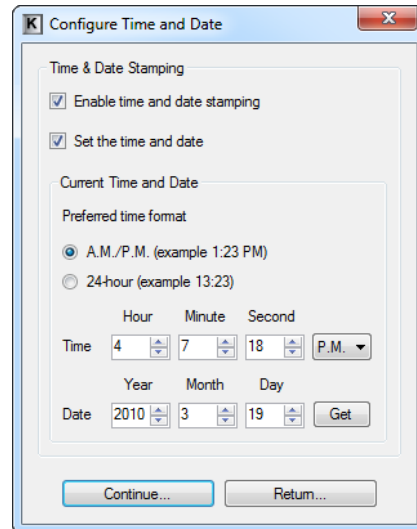 K Configure Time and Date
Time & Date Stamping
Enable time and date stamping
Set the time and date
Current Time and Date
Preferred time format
A.M./P.M. (example 1:23 PM)
24-hour (example 13:23)
Hour Minute Second
Time 4 7 18 P.M.
Year Month Day
Date 2010 3 19 Get
Continue... Return...